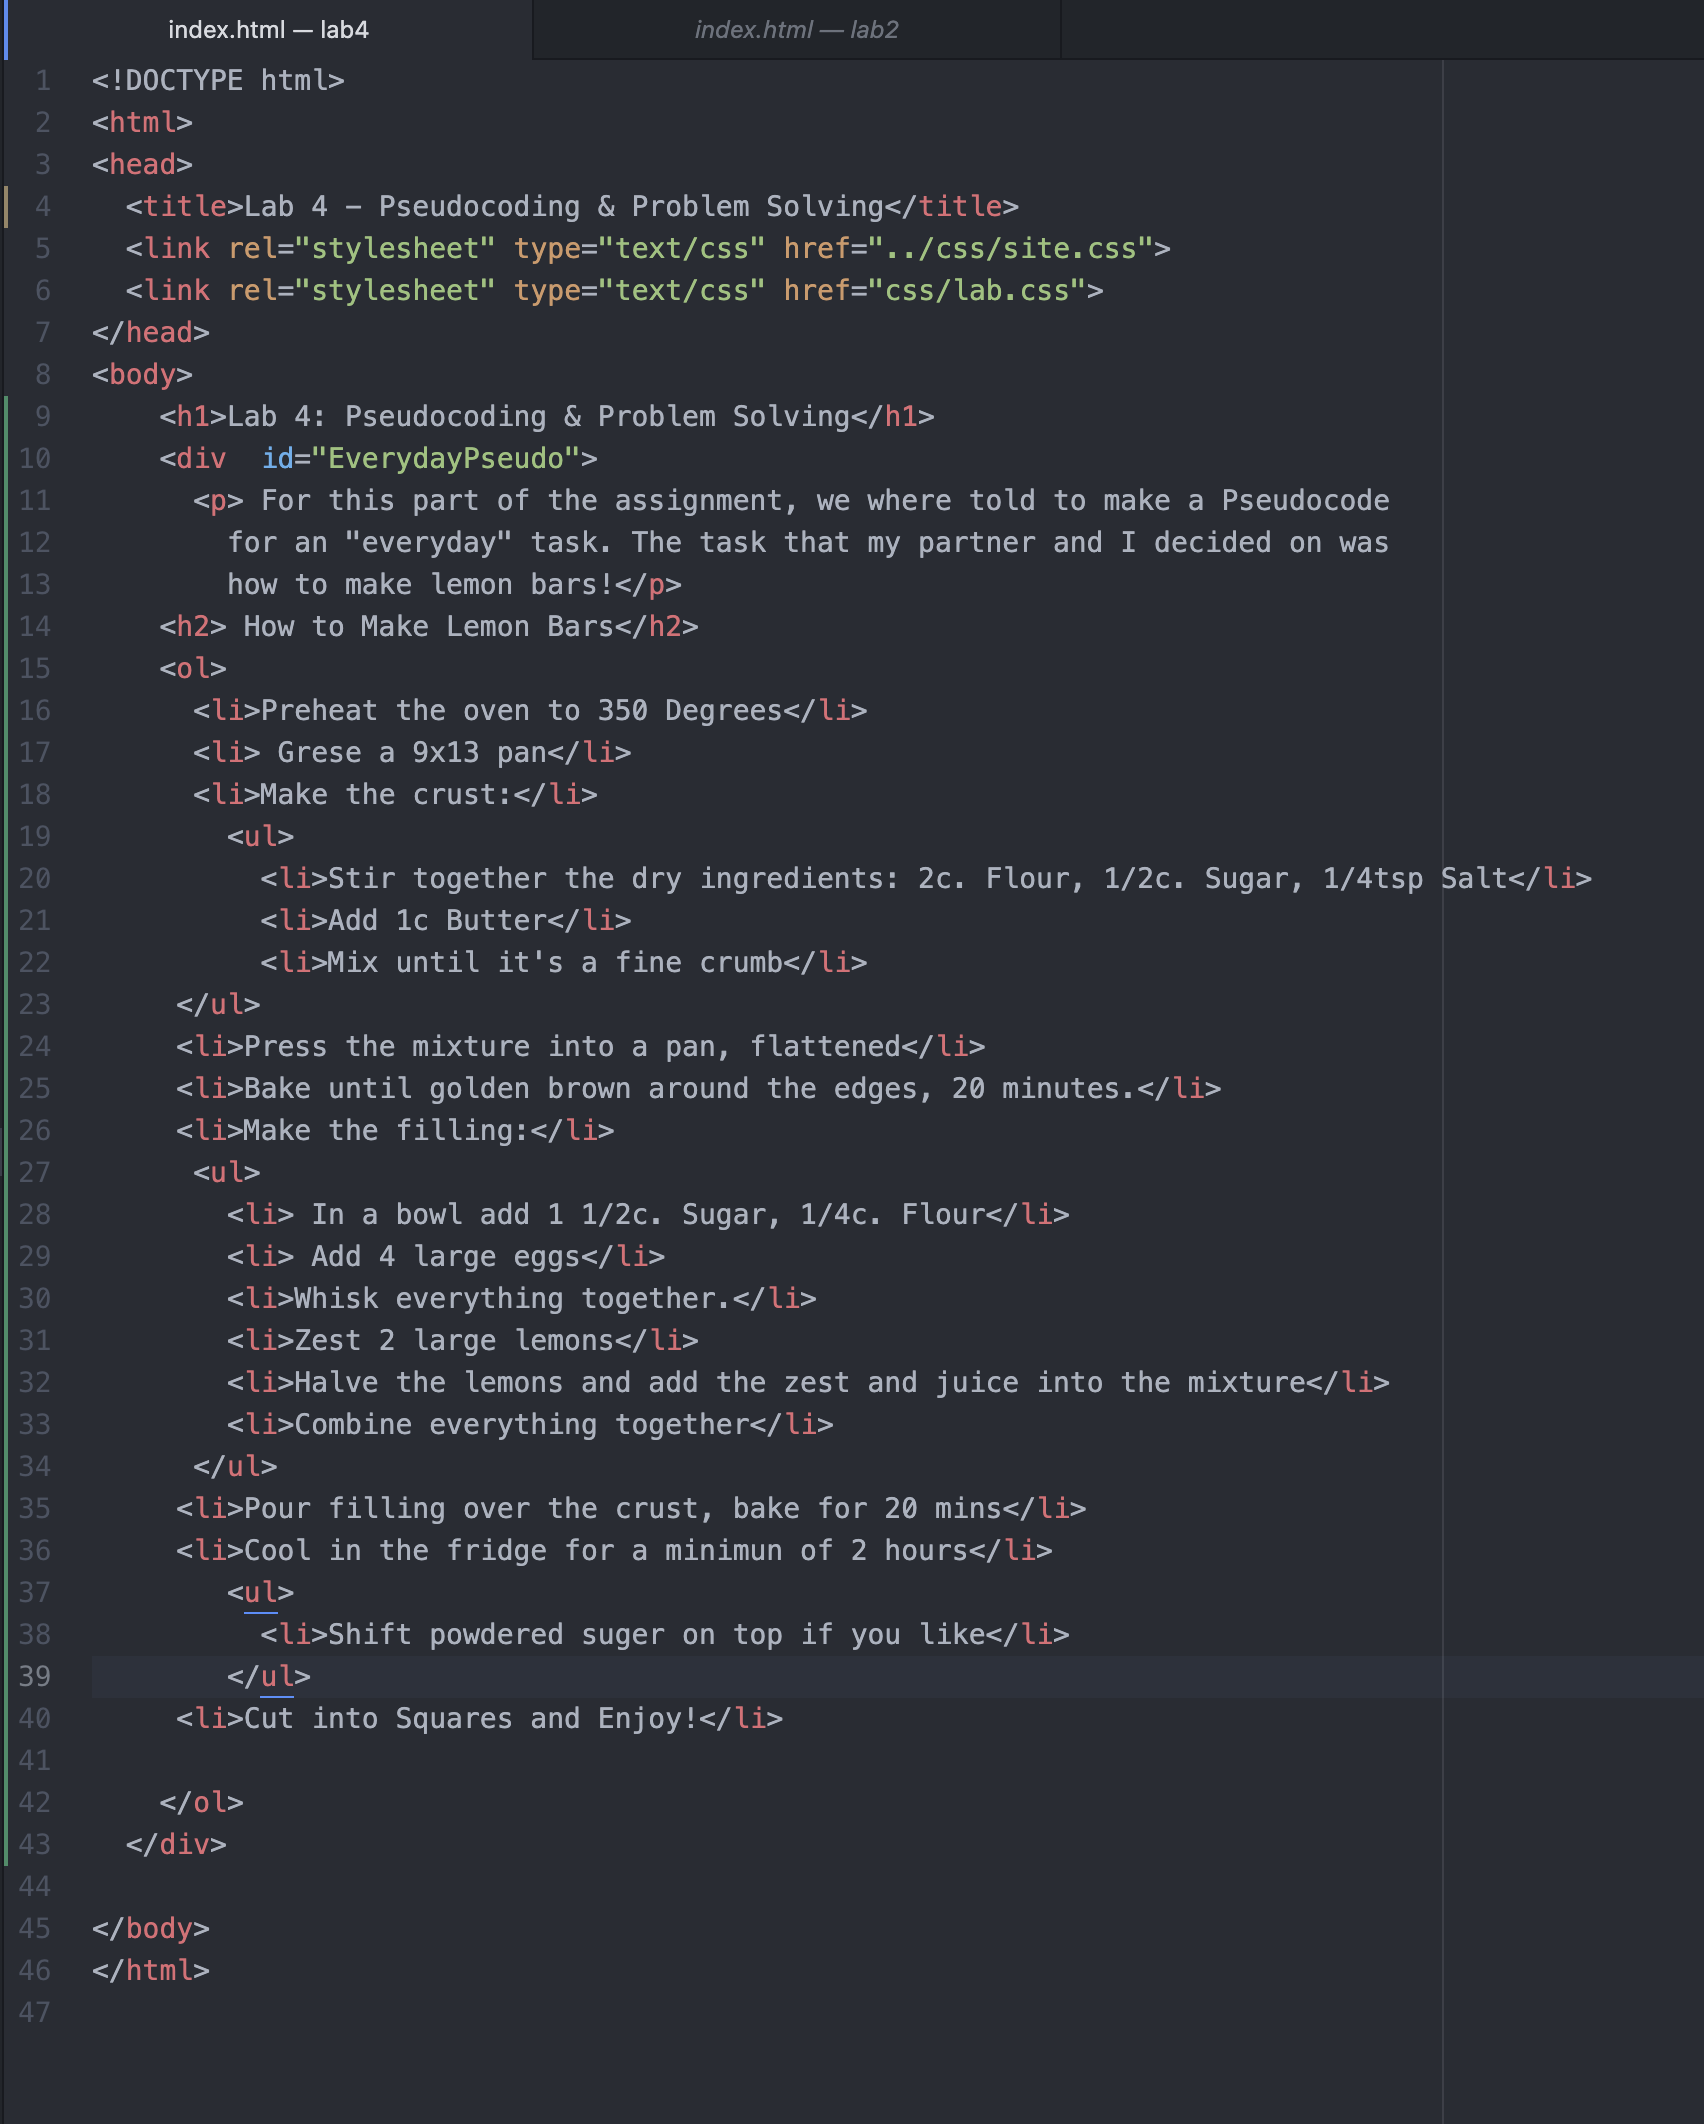 index.html — lab4
index.html — lab2
1 <!DOCTYPE html>
2 <html>
3 <head>
4   <title>Lab 4 - Pseudocoding & Problem Solving</title>
5   <link rel="stylesheet" type="text/css" href="../css/site.css">
6   <link rel="stylesheet" type="text/css" href="css/lab.css">
7 </head>
8 <body>
9     <h1>Lab 4: Pseudocoding & Problem Solving</h1>
10     <div  id="EverydayPseudo">
11       <p> For this part of the assignment, we where told to make a Pseudocode
12         for an "everyday" task. The task that my partner and I decided on was
13         how to make lemon bars!</p>
14     <h2> How to Make Lemon Bars</h2>
15     <ol>
16       <li>Preheat the oven to 350 Degrees</li>
17       <li> Grese a 9x13 pan</li>
18       <li>Make the crust:</li>
19         <ul>
20           <li>Stir together the dry ingredients: 2c. Flour, 1/2c. Sugar, 1/4tsp Salt</li>
21           <li>Add 1c Butter</li>
22           <li>Mix until it's a fine crumb</li>
23      </ul>
24      <li>Press the mixture into a pan, flattened</li>
25      <li>Bake until golden brown around the edges, 20 minutes.</li>
26      <li>Make the filling:</li>
27       <ul>
28         <li> In a bowl add 1 1/2c. Sugar, 1/4c. Flour</li>
29         <li> Add 4 large eggs</li>
30         <li>Whisk everything together.</li>
31         <li>Zest 2 large lemons</li>
32         <li>Halve the lemons and add the zest and juice into the mixture</li>
33         <li>Combine everything together</li>
34       </ul>
35      <li>Pour filling over the crust, bake for 20 mins</li>
36      <li>Cool in the fridge for a minimun of 2 hours</li>
37         <ul>
38           <li>Shift powdered suger on top if you like</li>
39         </ul>
40      <li>Cut into Squares and Enjoy!</li>
41
42     </ol>
43   </div>
44
45 </body>
46 </html>
47